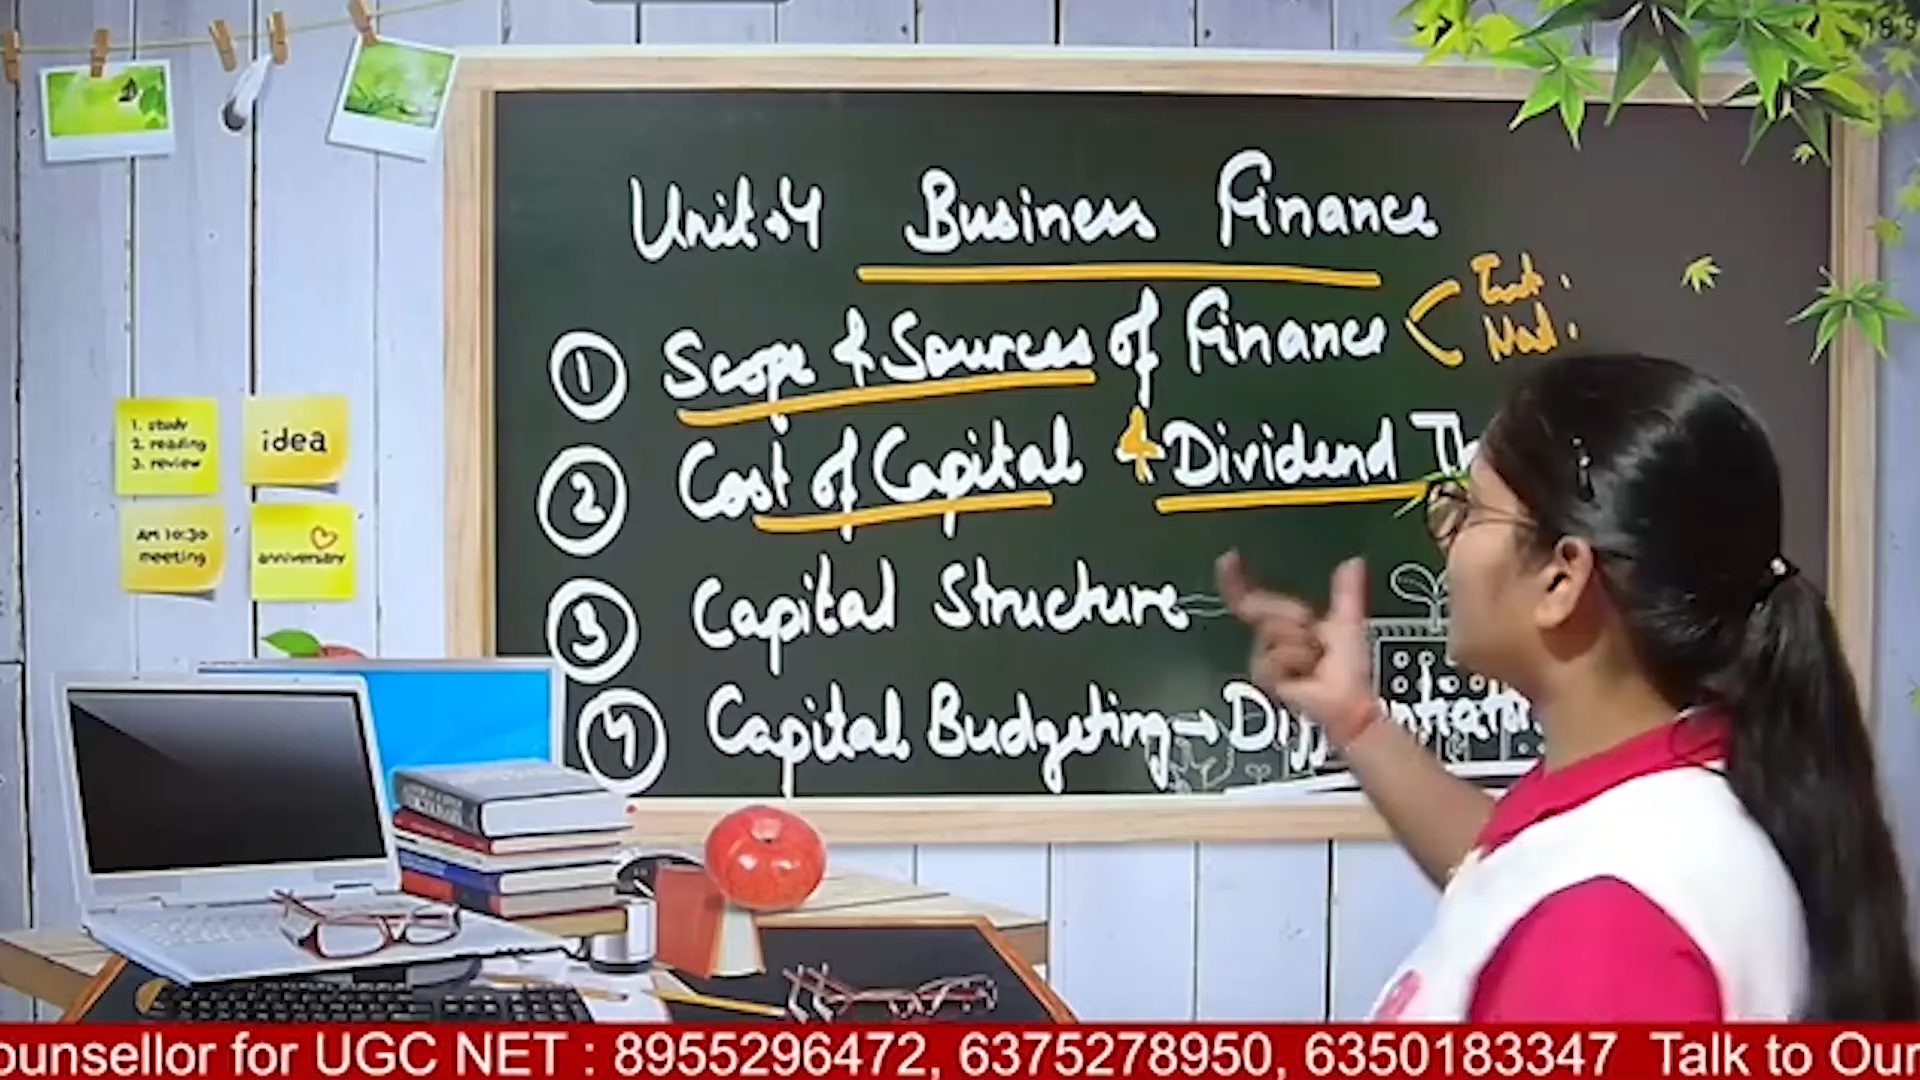 Unit:4 Business Finance
① Scope & Sources of Finance
② Cost of Capital & Dividend
③ Capital Structure
④ Capital Budgeting →
1. study
2. reading
3. review
idea
AM 10:30
meeting
anniversary
ounsellor for UGC NET : 8955296472, 6375278950, 6350183347 Talk to Our